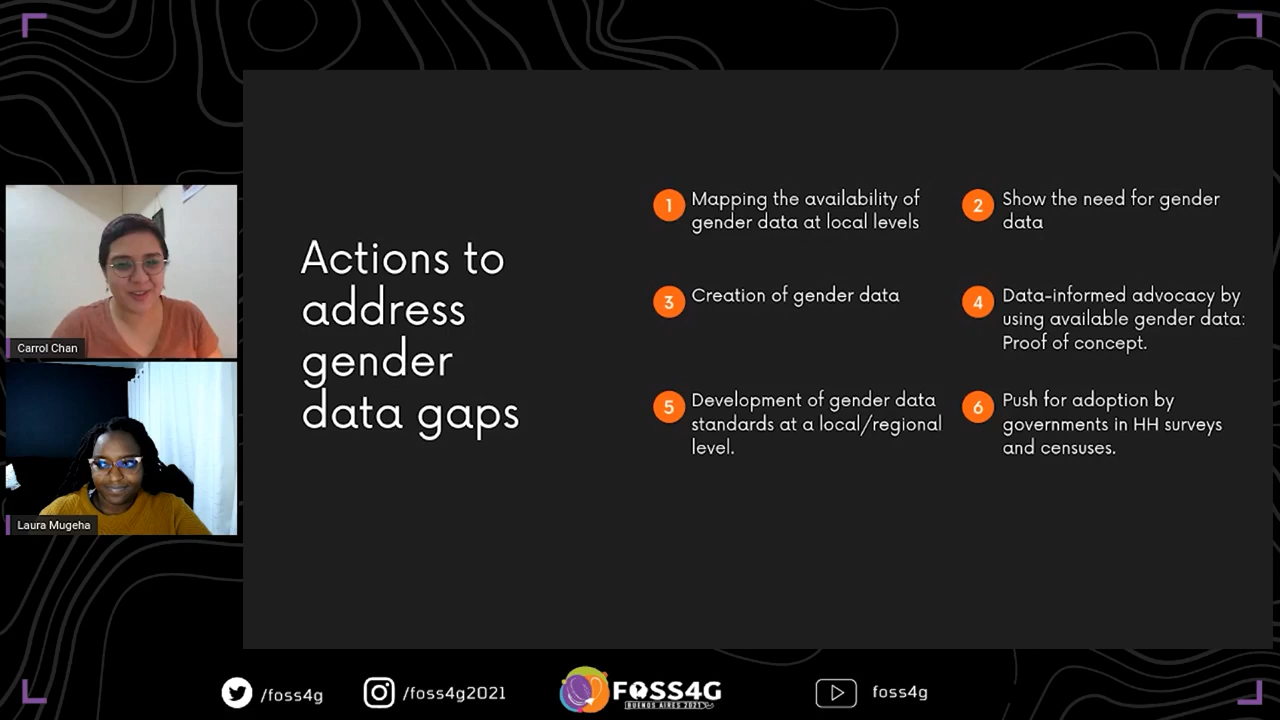 Actions to
address
gender
data gaps
1
Mapping the availability of
gender data at local levels
2
Show the need for gender
data
3
Creation of gender data
4
Data-informed advocacy by
using available gender data:
Proof of concept.
5
Development of gender data
standards at a local/regional
level.
6
Push for adoption by
governments in HH surveys
and censuses.
Carrol Chan
Laura Mugeha
/foss4g
/foss4g2021
FOSS4G
BUENOS AIRES 2021
foss4g